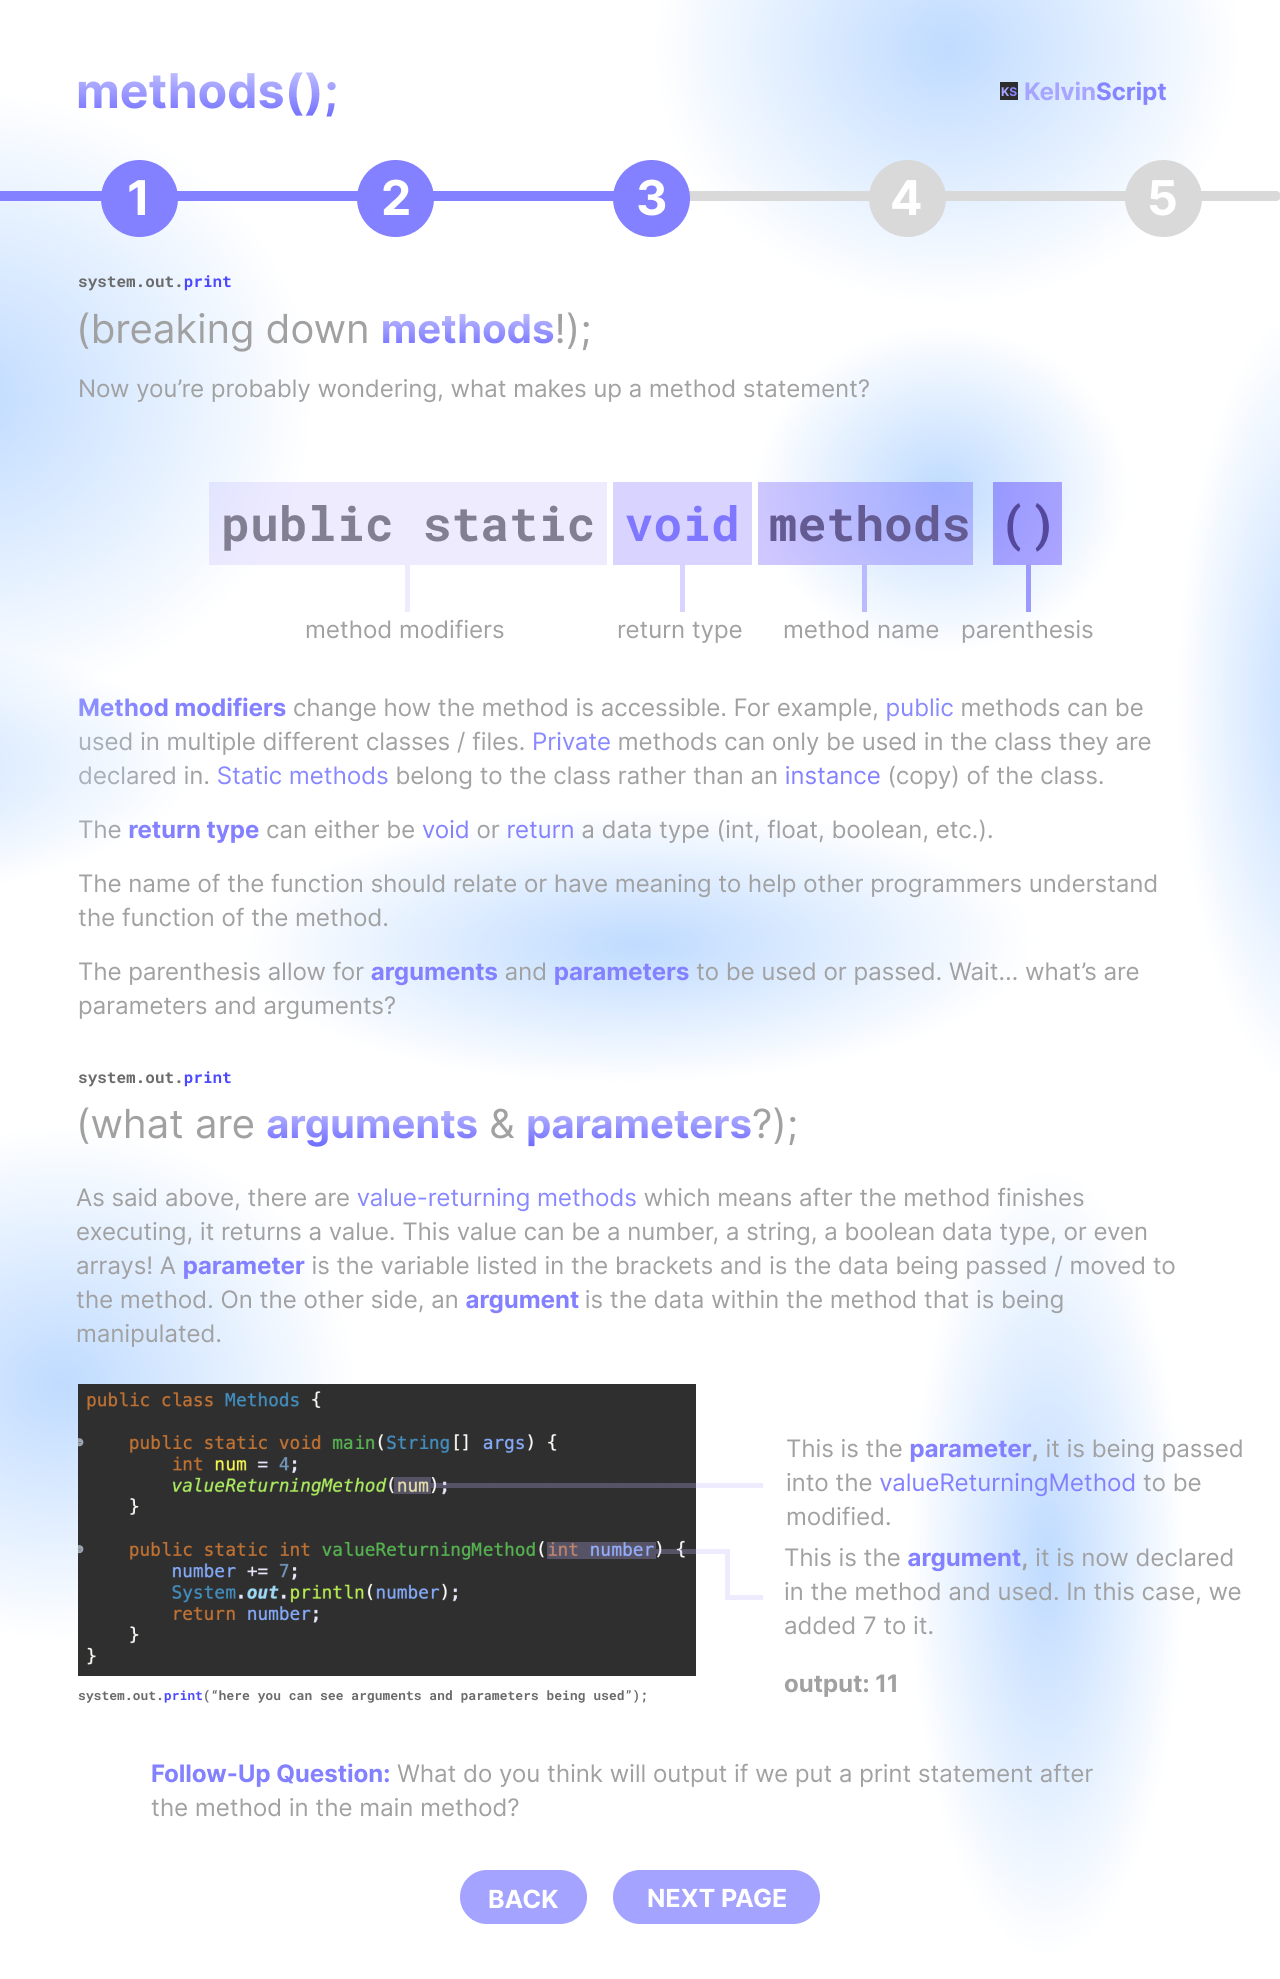 methods();
KS KelvinScript
1 2 3 4 5
system.out.print
(breaking down methods!);
Now you’re probably wondering, what makes up a method statement?
public static void methods ()
method modifiers return type method name parenthesis
Method modifiers change how the method is accessible. For example, public methods can be
used in multiple different classes / files. Private methods can only be used in the class they are
declared in. Static methods belong to the class rather than an instance (copy) of the class.
The return type can either be void or return a data type (int, float, boolean, etc.).
The name of the function should relate or have meaning to help other programmers understand
the function of the method.
The parenthesis allow for arguments and parameters to be used or passed. Wait... what’s are
parameters and arguments?
system.out.print
(what are arguments & parameters?);
As said above, there are value-returning methods which means after the method finishes
executing, it returns a value. This value can be a number, a string, a boolean data type, or even
arrays! A parameter is the variable listed in the brackets and is the data being passed / moved to
the method. On the other side, an argument is the data within the method that is being
manipulated.
public class Methods {
public static void main(String[] args) {
int num = 4;
valueReturningMethod(num);
}
public static int valueReturningMethod(int number) {
number += 7;
System.out.println(number);
return number;
}
}
system.out.print(“here you can see arguments and parameters being used”);
This is the parameter, it is being passed
into the valueReturningMethod to be
modified.
This is the argument, it is now declared
in the method and used. In this case, we
added 7 to it.
output: 11
Follow-Up Question: What do you think will output if we put a print statement after
the method in the main method?
BACK NEXT PAGE